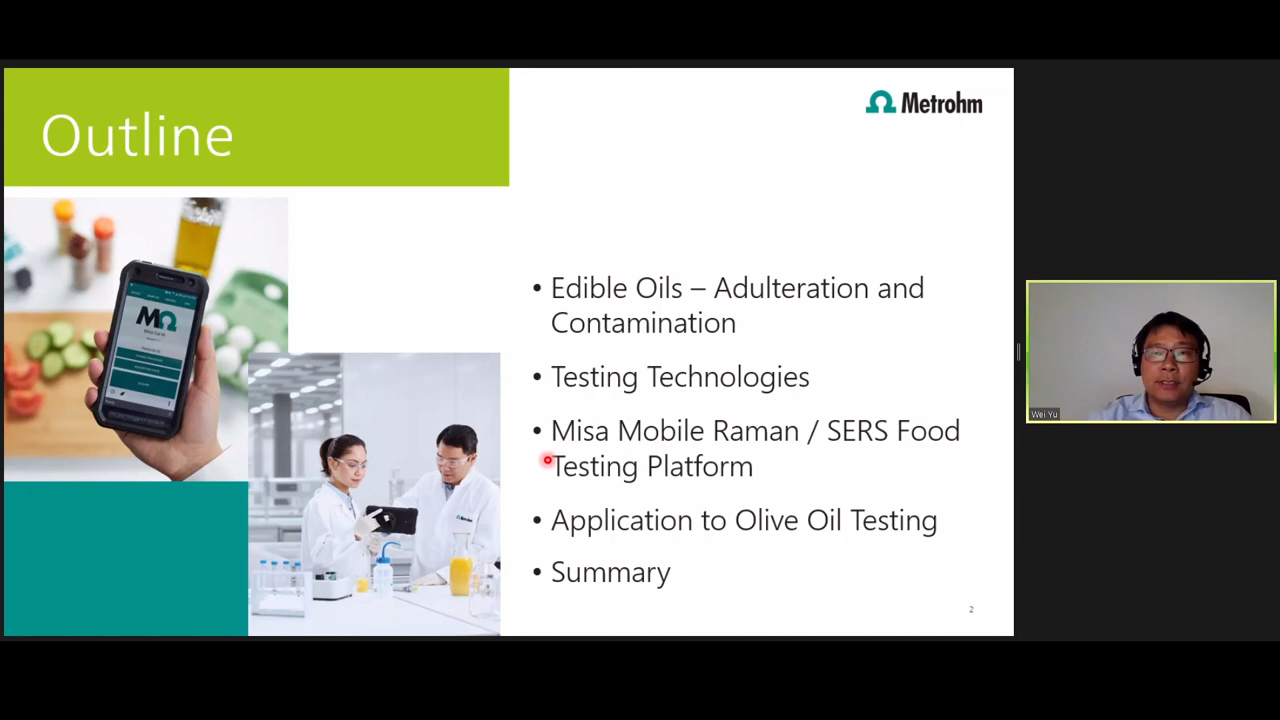 Outline
Metrohm
• Edible Oils – Adulteration and
Contamination
• Testing Technologies
• Misa Mobile Raman / SERS Food
Testing Platform
• Application to Olive Oil Testing
• Summary
2
Wei Yu